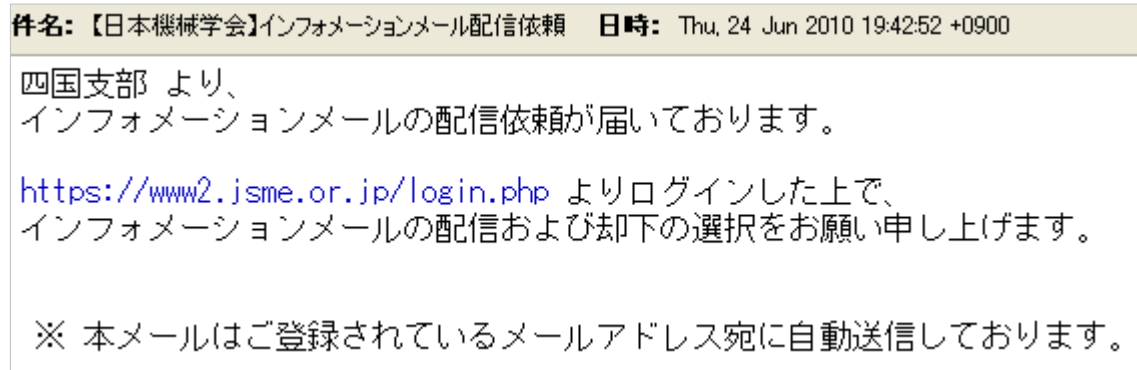 件名: 【日本機械学会】インフォメーションメール配信依頼 日時: Thu, 24 Jun 2010 19:42:52 +0900
四国支部 より、
インフォメーションメールの配信依頼が届いております。
https://www2.jsme.or.jp/login.php よりログインした上で、
インフォメーションメールの配信および却下の選択をお願い申し上げます。
※ 本メールはご登録されているメールアドレス宛に自動送信しております。